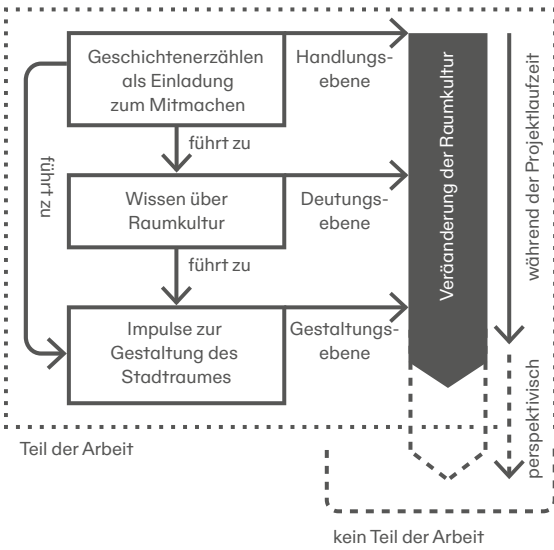 Geschichtenerzählen
als Einladung
zum Mitmachen
Handlungs-
ebene
führt zu
führt zu
Wissen über
Raumkultur
Deutungs-
ebene
führt zu
Impulse zur
Gestaltung des
Stadtraumes
Gestaltungs-
ebene
Veräanderung der Raumkultur
während der Projektlaufzeit
perspektivisch
Teil der Arbeit
kein Teil der Arbeit